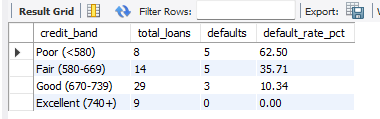 Result Grid Filter Rows: Export:
credit_band total_loans defaults default_rate_pct
Poor (<580) 8 5 62.50
Fair (580-669) 14 5 35.71
Good (670-739) 29 3 10.34
Excellent (740+) 9 0 0.00